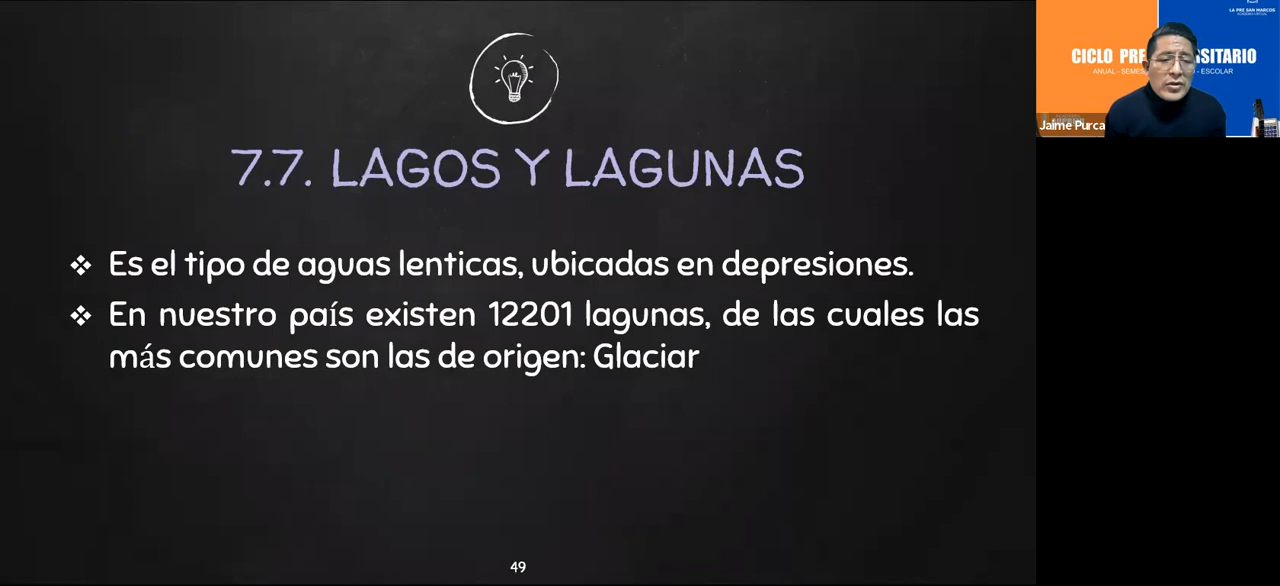 7.7. LAGOS Y LAGUNAS
❖ Es el tipo de aguas lenticas, ubicadas en depresiones.
❖ En nuestro país existen 12201 lagunas, de las cuales las
más comunes son las de origen: Glaciar
49
LA PRE SAN MARCOS
CICLO PRE SITARIO
ANUAL - SEMES - ESCOLAR
Jaime Purca